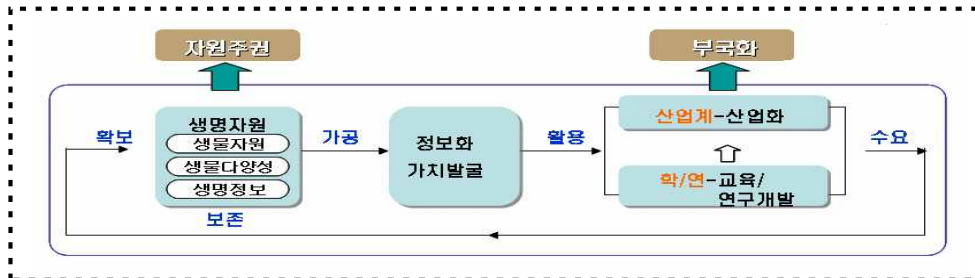 자원주권
부국화
확보
생명자원
생물자원
생물다양성
생명정보
보존
가공
정보화
가치발굴
활용
산업계-산업화
학/연-교육/
연구개발
수요